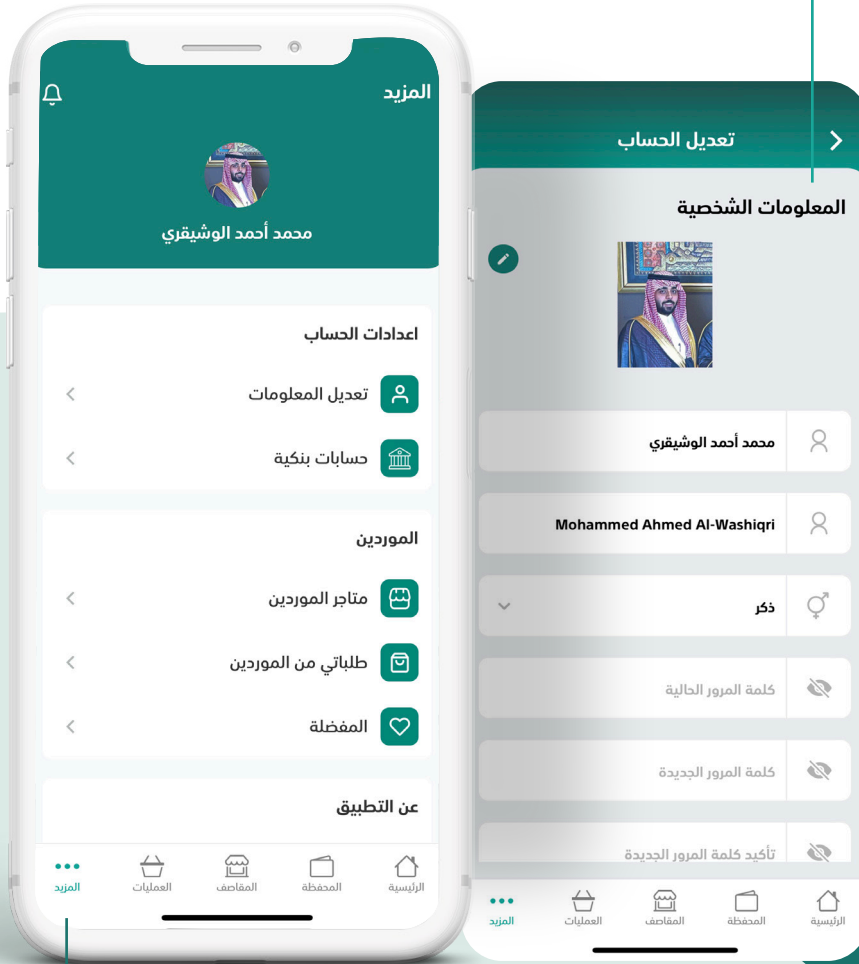 المزيد
محمد أحمد الوشيقري
اعدادات الحساب
تعديل المعلومات
حسابات بنكية
الموردين
متاجر الموردين
طلباتي من الموردين
المفضلة
عن التطبيق
الرئيسية
المحفظة
المقاصف
العمليات
المزيد
تعديل الحساب
المعلومات الشخصية
محمد أحمد الوشيقري
Mohammed Ahmed Al-Washiqri
ذكر
كلمة المرور الحالية
كلمة المرور الجديدة
تأكيد كلمة المرور الجديدة
الرئيسية
المحفظة
المقاصف
العمليات
المزيد